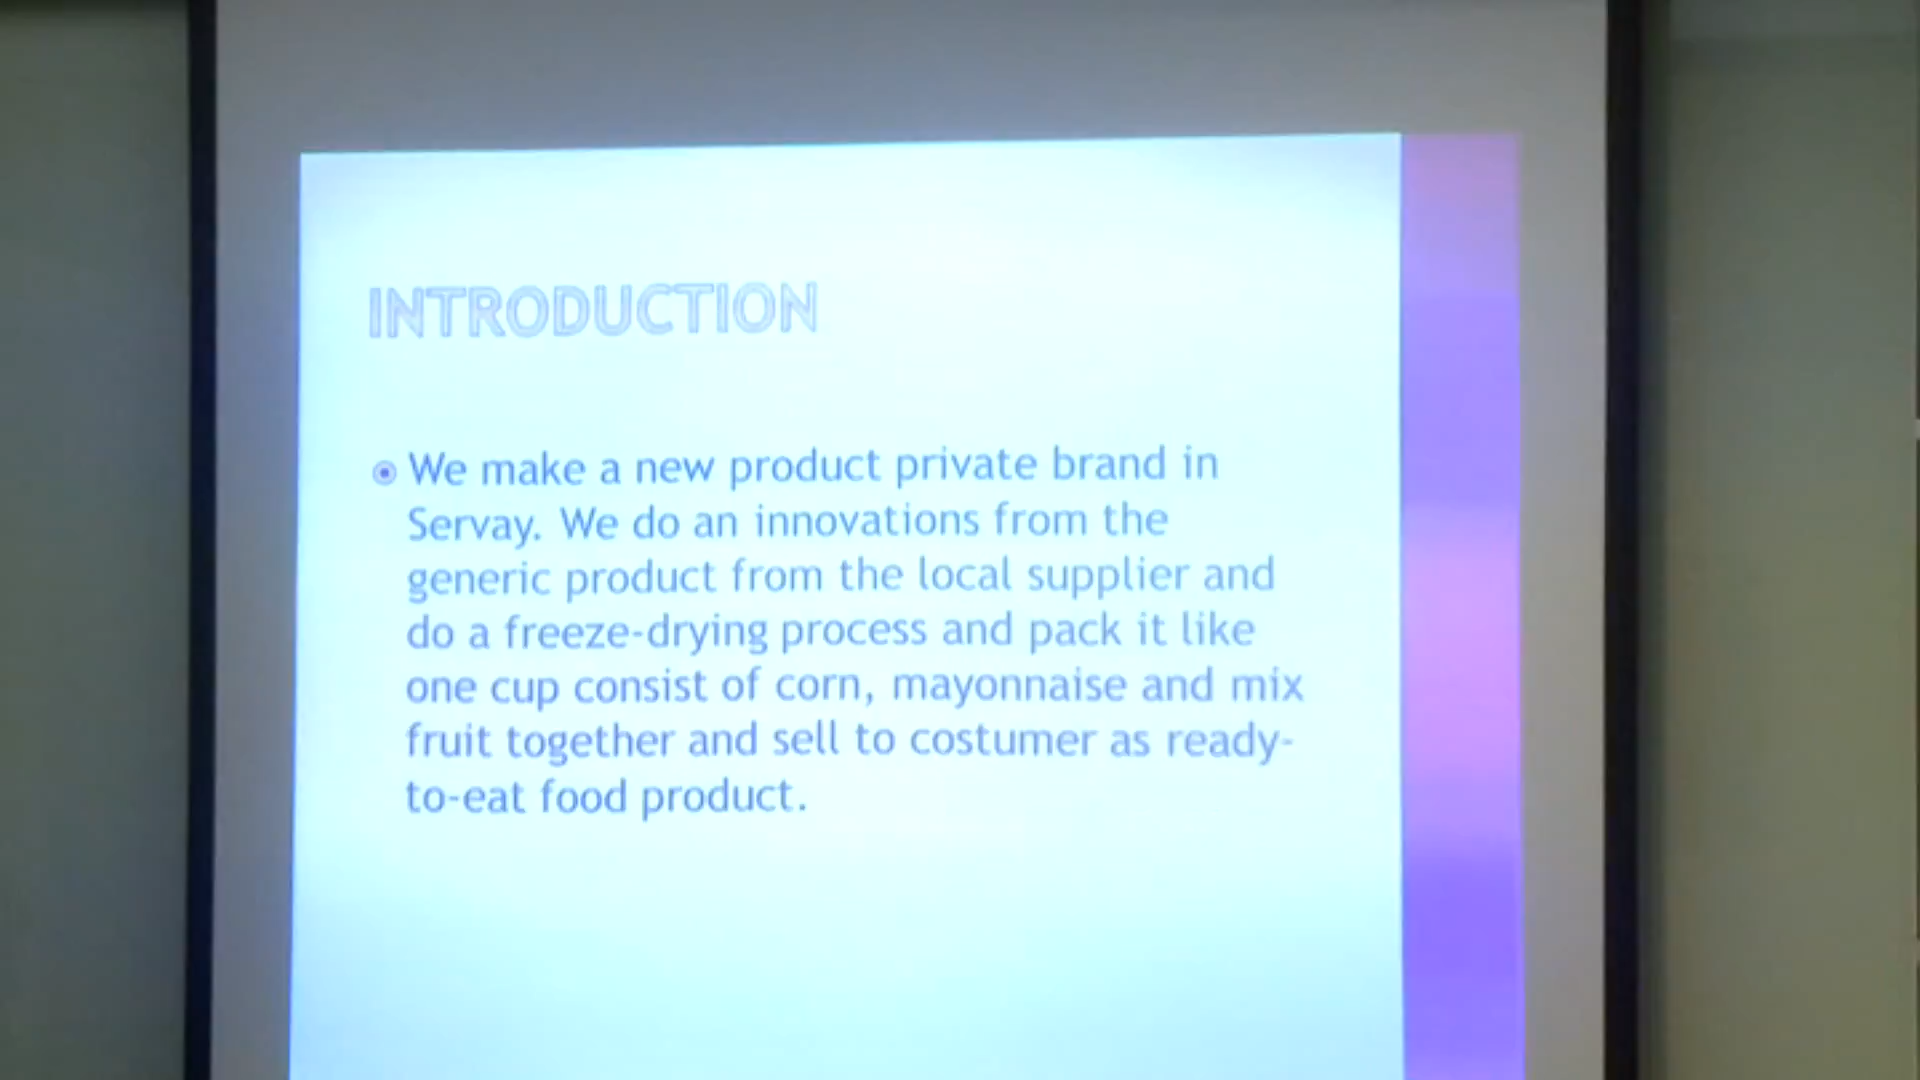 INTRODUCTION
We make a new product private brand in
Servay. We do an innovations from the
generic product from the local supplier and
do a freeze-drying process and pack it like
one cup consist of corn, mayonnaise and mix
fruit together and sell to costumer as ready-
to-eat food product.